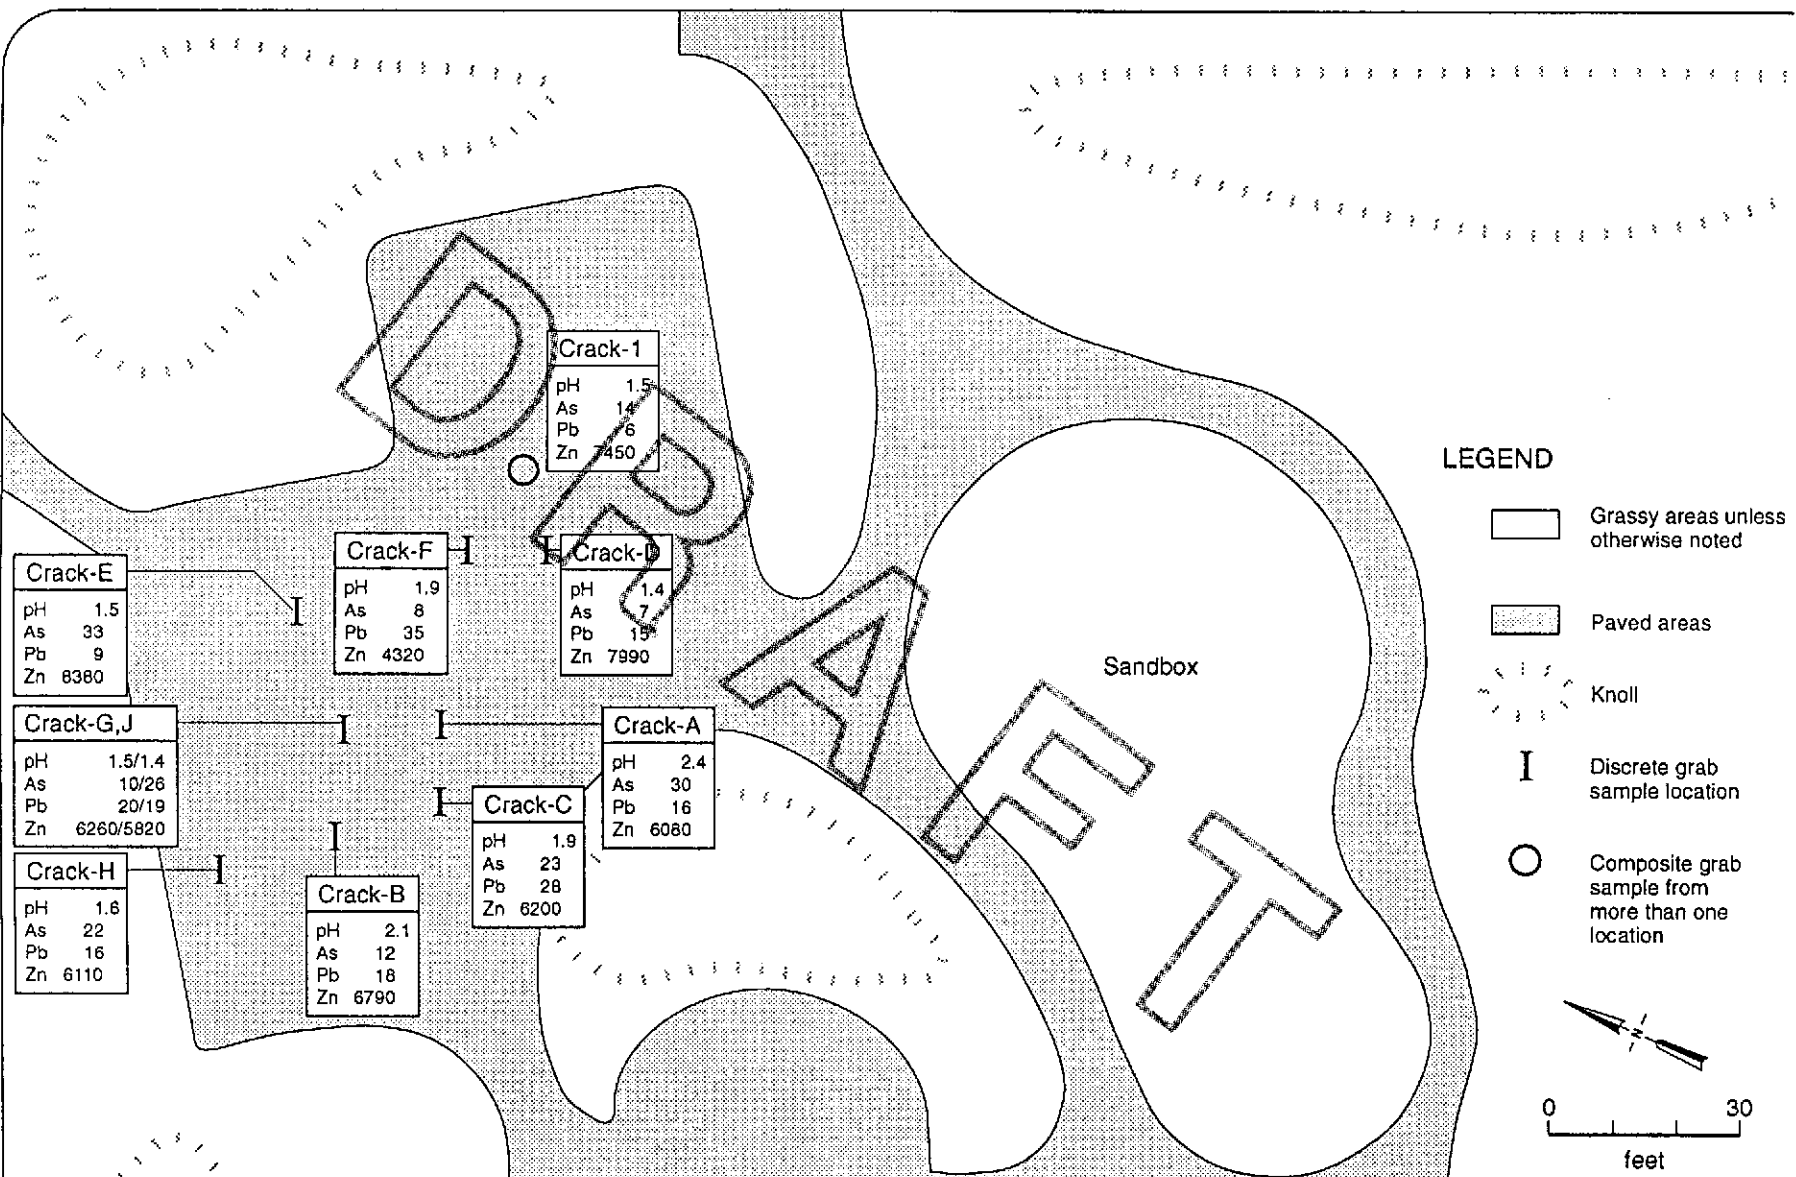 DRAFT
Crack-1
pH 1.5
As 14
Pb 6
Zn 7450
Crack-F
pH 1.9
As 8
Pb 35
Zn 4320
Crack-D
pH 1.4
As 7
Pb 15
Zn 7990
Crack-E
pH 1.5
As 33
Pb 9
Zn 8380
Crack-G,J
pH 1.5/1.4
As 10/26
Pb 20/19
Zn 6260/5820
Crack-A
pH 2.4
As 30
Pb 16
Zn 6080
Crack-C
pH 1.9
As 23
Pb 28
Zn 6200
Crack-H
pH 1.6
As 22
Pb 16
Zn 6110
Crack-B
pH 2.1
As 12
Pb 18
Zn 6790
Sandbox
LEGEND
Grassy areas unless
otherwise noted
Paved areas
Knoll
Discrete grab
sample location
Composite grab
sample from
more than one
location
N
0 30
feet